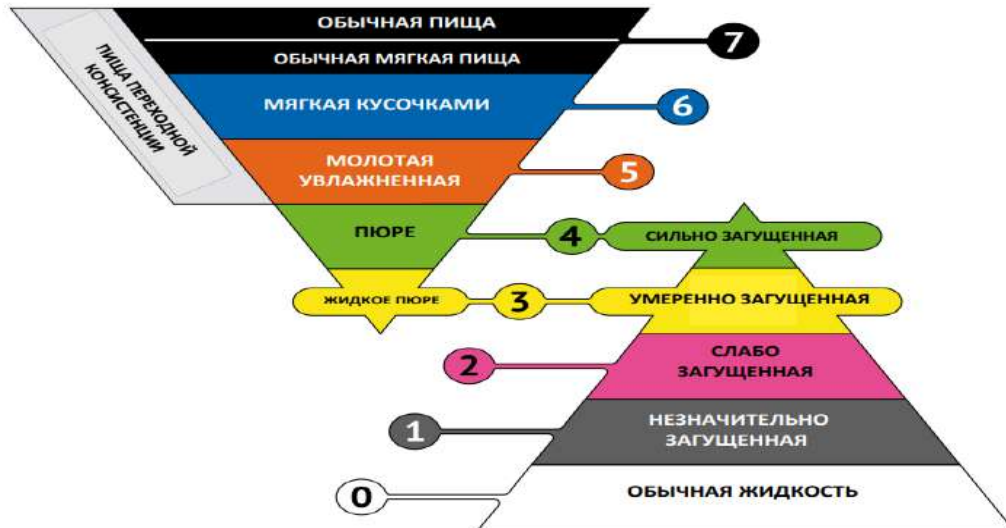 ОБЫЧНАЯ ПИЩА
ОБЫЧНАЯ МЯГКАЯ ПИЩА
7
ПИЩА ПЕРЕХОДНОЙ
КОНСИСТЕНЦИИ
МЯГКАЯ КУСОЧКАМИ
6
МОЛОТАЯ
УВЛАЖНЕННАЯ
5
ПЮРЕ
4
СИЛЬНО ЗАГУЩЕННАЯ
ЖИДКОЕ ПЮРЕ
3
УМЕРЕННО ЗАГУЩЕННАЯ
2
СЛАБО
ЗАГУЩЕННАЯ
1
НЕЗНАЧИТЕЛЬНО
ЗАГУЩЕННАЯ
0
ОБЫЧНАЯ ЖИДКОСТЬ